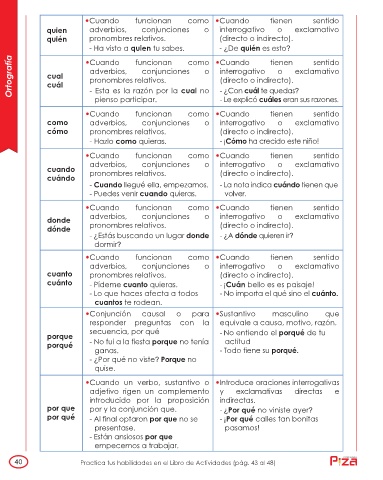 Ortografía
quien
quién
•Cuando funcionan como
adverbios, conjunciones o
pronombres relativos.
- Ha visto a quien tu sabes.
•Cuando tienen sentido
interrogativo o exclamativo
(directo o indirecto).
- ¿De quién es esto?
cual
cuál
•Cuando funcionan como
adverbios, conjunciones o
pronombres relativos.
- Esta es la razón por la cual no
pienso participar.
•Cuando tienen sentido
interrogativo o exclamativo
(directo o indirecto).
- ¿Con cuál te quedas?
- Le explicó cuáles eran sus razones.
como
cómo
•Cuando funcionan como
adverbios, conjunciones o
pronombres relativos.
- Hazlo como quieras.
•Cuando tienen sentido
interrogativo o exclamativo
(directo o indirecto).
- ¡Cómo ha crecido este niño!
cuando
cuándo
•Cuando funcionan como
adverbios, conjunciones o
pronombres relativos.
- Cuando llegué ella, empezamos.
- Puedes venir cuando quieras.
•Cuando tienen sentido
interrogativo o exclamativo
(directo o indirecto).
- La nota indica cuándo tienen que
volver.
donde
dónde
•Cuando funcionan como
adverbios, conjunciones o
pronombres relativos.
- ¿Estás buscando un lugar donde
dormir?
•Cuando tienen sentido
interrogativo o exclamativo
(directo o indirecto).
- ¿A dónde quieren ir?
cuanto
cuánto
•Cuando funcionan como
adverbios, conjunciones o
pronombres relativos.
- Pídeme cuanto quieras.
- Lo que haces afecta a todos
cuantos te rodean.
•Cuando tienen sentido
interrogativo o exclamativo
(directo o indirecto).
- ¡Cuán bello es es paisaje!
- No importa el qué sino el cuánto.
porque
porqué
•Conjunción causal o para
responder preguntas con la
secuencia, por qué
- No fui a la fiesta porque no tenía
ganas.
- ¿Por qué no viste? Porque no
quise.
•Sustantivo masculino que
equivale a causa, motivo, razón.
- No entiendo el porqué de tu
actitud
- Todo tiene su porqué.
por que
por qué
•Cuando un verbo, sustantivo o
adjetivo rigen un complemento
introducido por la proposición
por y la conjunción que.
- Al final optaron por que no se
presentase.
- Están ansiosos por que
empecemos a trabajar.
•Introduce oraciones interrogativas
y exclamativas directas e
indirectas.
- ¿Por qué no viniste ayer?
- ¡Por qué calles tan bonitas
pasamos!
40
Practica tus habilidades en el Libro de Actividades (pág. 43 al 48)